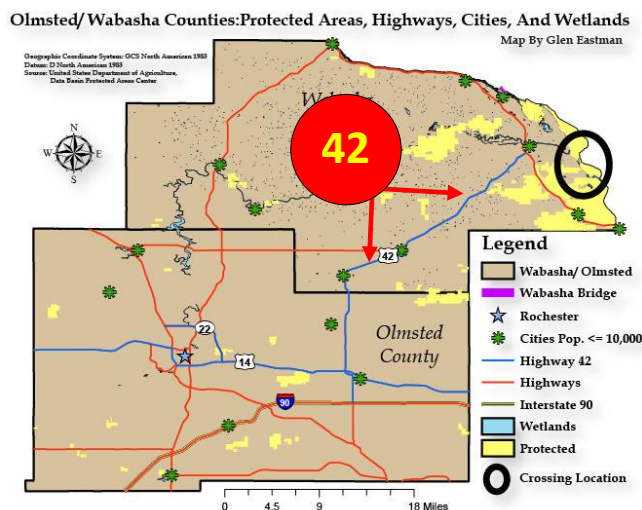 Olmsted/ Wabasha Counties:Protected Areas, Highways, Cities, And Wetlands
Map By Glen Eastman
Geographic Coordinate System: GCS North American 1983
Datum: D North American 1983
Source: United States Department of Agriculture,
Data Basin Protected Areas Center
N
W E
S
42
42
Legend
Wabasha/ Olmsted
Wabasha Bridge
Rochester
Cities Pop. <= 10,000
Highway 42
Highways
Interstate 90
Wetlands
Protected
Crossing Location
22
14
Olmsted
County
90
0 4.5 9 18 Miles